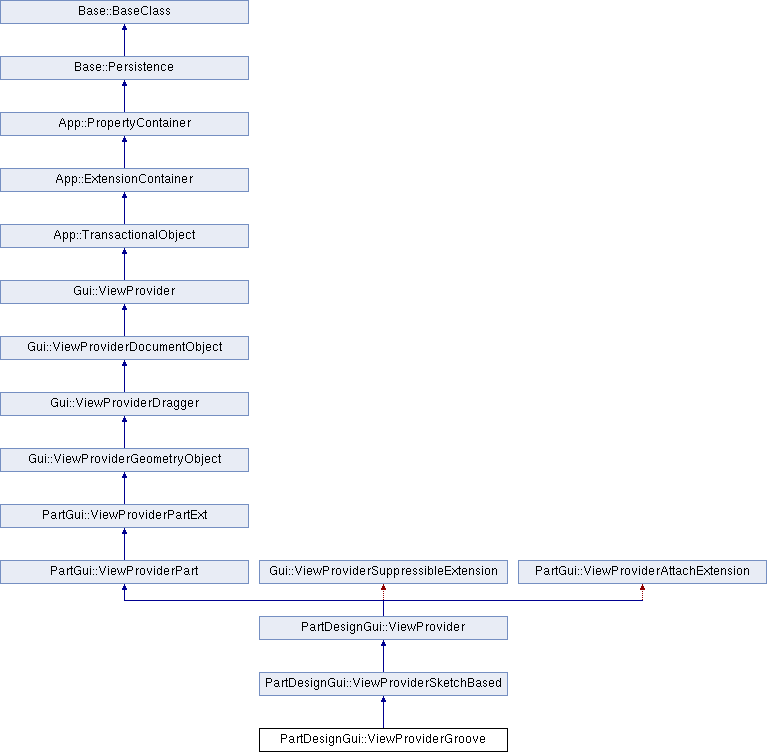 Base::BaseClass
Base::Persistence
App::PropertyContainer
App::ExtensionContainer
App::TransactionalObject
Gui::ViewProvider
Gui::ViewProviderDocumentObject
Gui::ViewProviderDragger
Gui::ViewProviderGeometryObject
PartGui::ViewProviderPartExt
PartGui::ViewProviderPart
Gui::ViewProviderSuppressibleExtension
PartGui::ViewProviderAttachExtension
PartDesignGui::ViewProvider
PartDesignGui::ViewProviderSketchBased
PartDesignGui::ViewProviderGroove